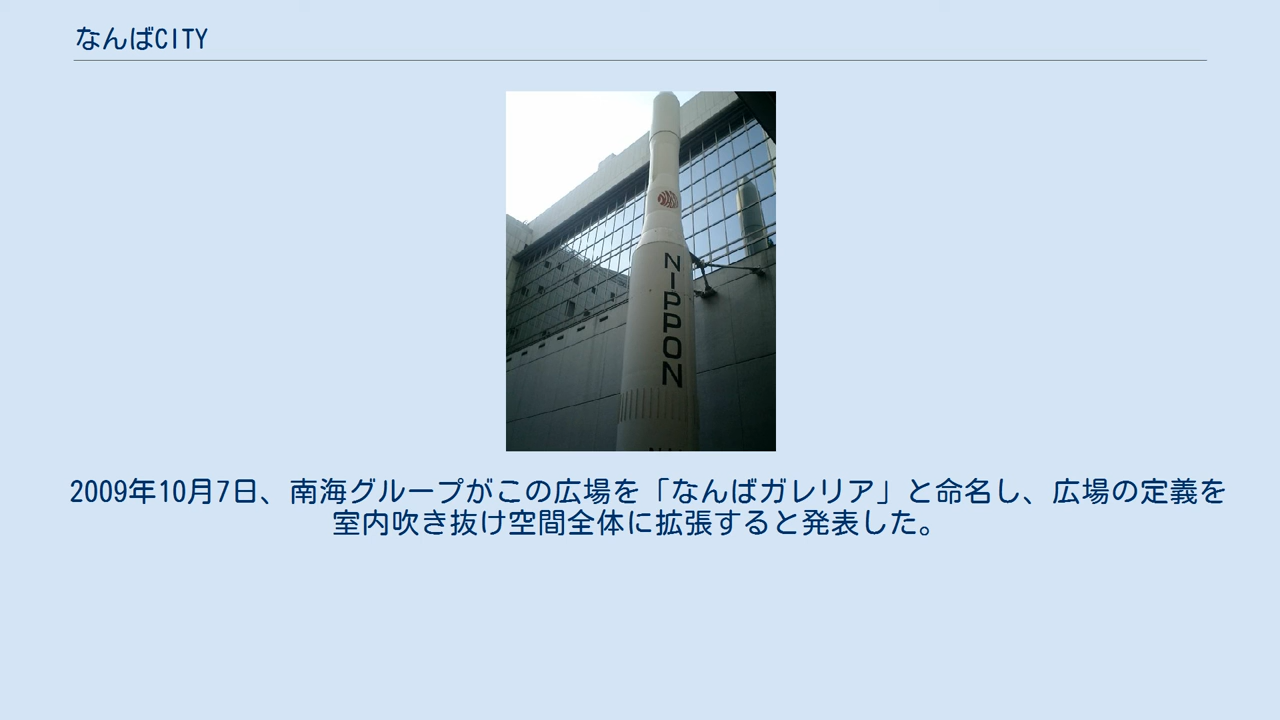 なんばCITY
NIPPON
2009年10月7日、南海グループがこの広場を「なんばガレリア」と命名し、広場の定義を
室内吹き抜け空間全体に拡張すると発表した。